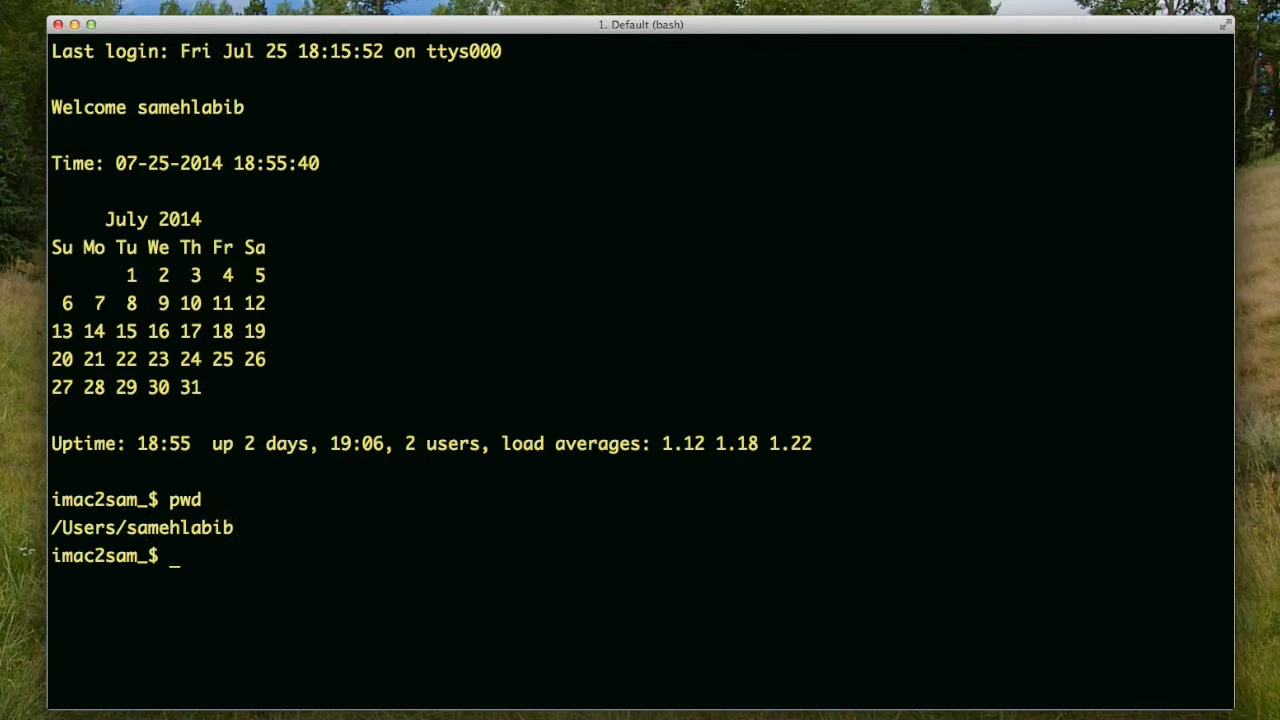 1. Default (bash)
Last login: Fri Jul 25 18:15:52 on ttys000
Welcome samehlabib
Time: 07-25-2014 18:55:40
July 2014
Su Mo Tu We Th Fr Sa
1 2 3 4 5
6 7 8 9 10 11 12
13 14 15 16 17 18 19
20 21 22 23 24 25 26
27 28 29 30 31
Uptime: 18:55 up 2 days, 19:06, 2 users, load averages: 1.12 1.18 1.22
imac2sam_$ pwd
/Users/samehlabib
imac2sam_$ _